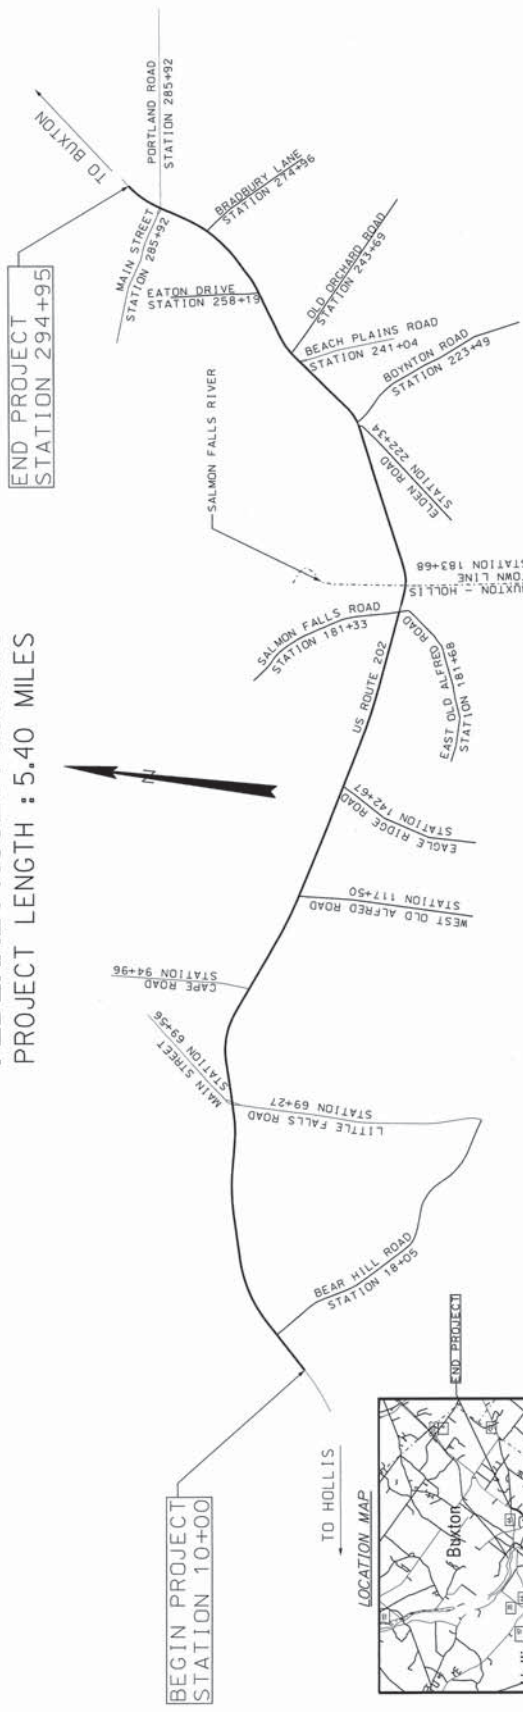 PROJECT LENGTH : 5.40 MILES
BEGIN PROJECT
STATION 10+00
TO HOLLIS
BEAR HILL ROAD
STATION 18+05
LITTLE FALLS ROAD
STATION 69+27
MAIN STREET
STATION 69+56
CAPE ROAD
STATION 94+96
WEST OLD ALFRED ROAD
STATION 117+50
EAGLE RIDGE ROAD
STATION 142+67
US ROUTE 202
SALMON FALLS ROAD
STATION 181+33
EAST OLD ALFRED ROAD
STATION 181+68
BUXTON - HOLLIS
TOWN LINE
STATION 183+68
SALMON FALLS RIVER
ELDEN ROAD
STATION 222+34
BOYNTON ROAD
STATION 223+49
BEACH PLAINS ROAD
STATION 241+04
OLD ORCHARD ROAD
STATION 243+69
EATON DRIVE
STATION 258+19
BRADBURY LANE
STATION 274+96
MAIN STREET
STATION 285+92
PORTLAND ROAD
STATION 285+92
TO BUXTON
END PROJECT
STATION 294+95
N
LOCATION MAP
Buxton
END PROJECT